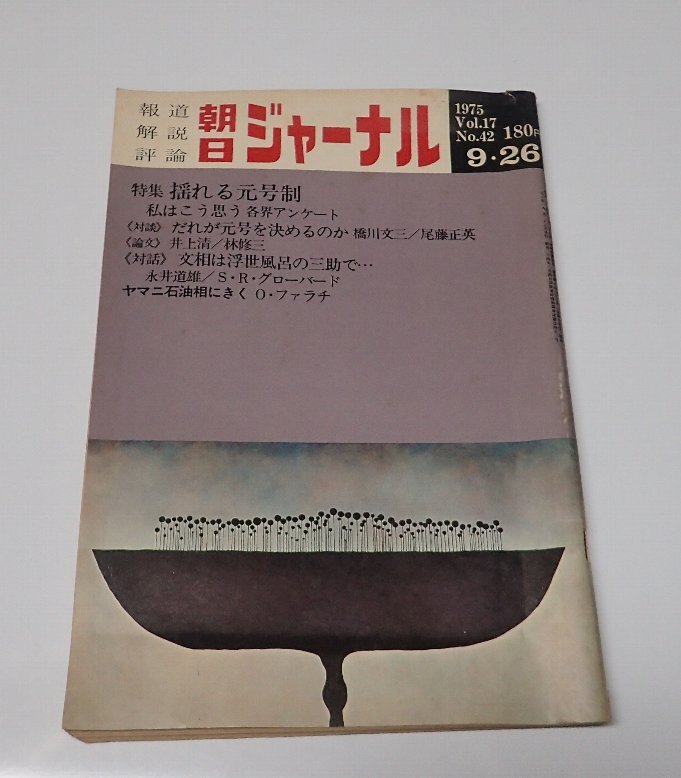 報道
解説
評論
朝日ジャーナル
1975
Vol.17
No.42 180円
9・26
特集 揺れる元号制
私はこう思う 各界アンケート
《対談》 だれが元号を決めるのか 橋川文三／尾藤正英
《論文》 井上清／林修三
《対話》 文相は浮世風呂の三助で…
永井道雄／S・R・グローバード
ヤマニ石油相にきく O・ファラチ